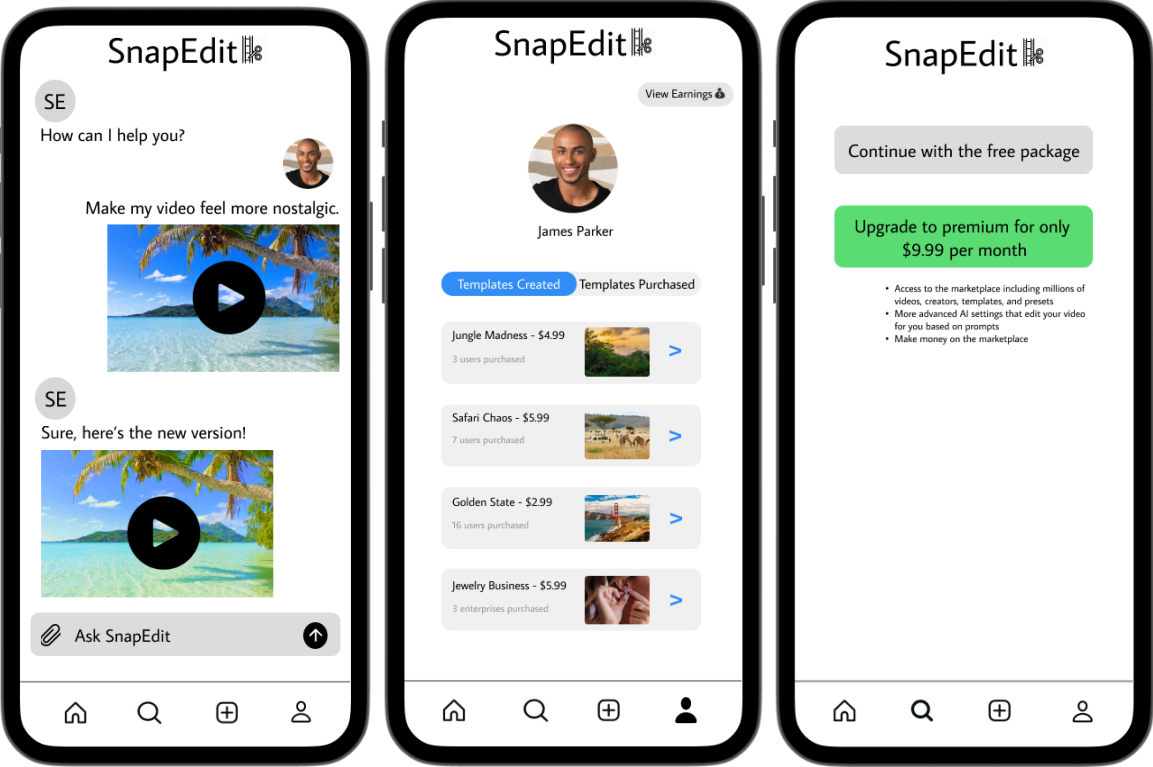 SnapEdit
SE
How can I help you?
Make my video feel more nostalgic.
SE
Sure, here's the new version!
Ask SnapEdit
SnapEdit
View Earnings
James Parker
Templates Created
Templates Purchased
Jungle Madness - $4.99
3 users purchased
>
Safari Chaos - $5.99
7 users purchased
>
Golden State - $2.99
16 users purchased
>
Jewelry Business - $5.99
3 enterprises purchased
>
SnapEdit
Continue with the free package
Upgrade to premium for only
$9.99 per month
• Access to the marketplace including millions of
videos, creators, templates, and presets
• More advanced AI settings that edit your video
for you based on prompts
• Make money on the marketplace